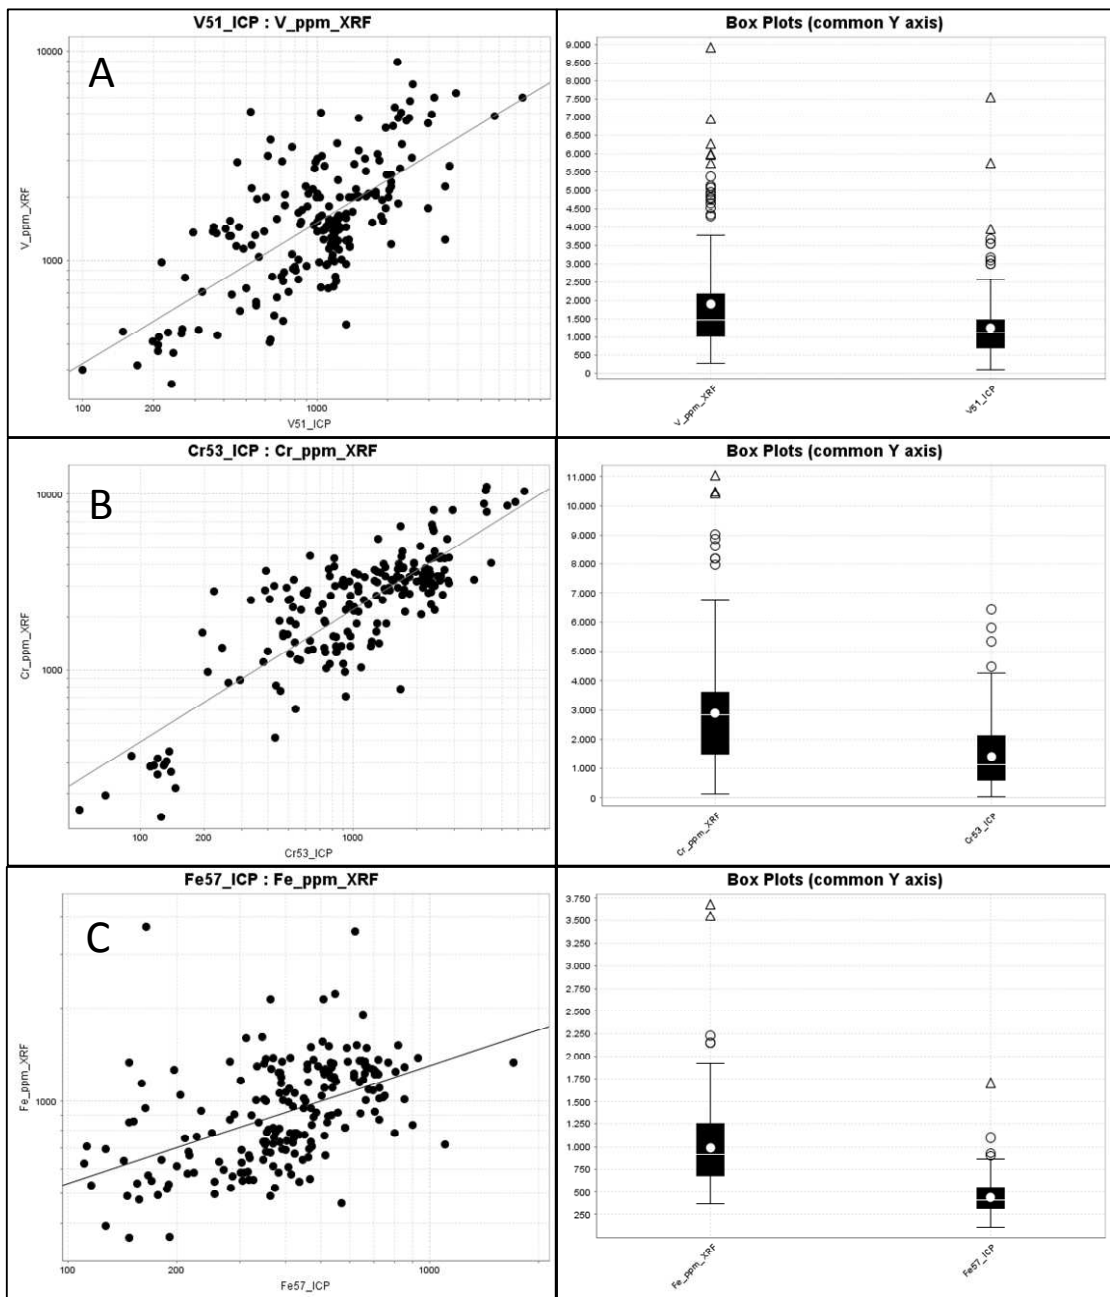 V51_ICP : V_ppm_XRF
A
10000
1000
V_ppm_XRF
100
200
1000
V51_ICP
Box Plots (common Y axis)
9.000
8.500
8.000
7.500
7.000
6.500
6.000
5.500
5.000
4.500
4.000
3.500
3.000
2.500
2.000
1.500
1.000
500
0
V_ppm_XRF
V51_ICP
Cr53_ICP : Cr_ppm_XRF
B
10000
1000
Cr_ppm_XRF
100
200
1000
Cr53_ICP
Box Plots (common Y axis)
11.000
10.000
9.000
8.000
7.000
6.000
5.000
4.000
3.000
2.000
1.000
0
Cr_ppm_XRF
Cr53_ICP
Fe57_ICP : Fe_ppm_XRF
C
1000
Fe_ppm_XRF
100
200
1000
Fe57_ICP
Box Plots (common Y axis)
3.750
3.500
3.250
3.000
2.750
2.500
2.250
2.000
1.750
1.500
1.250
1.000
750
500
250
Fe_ppm_XRF
Fe57_ICP